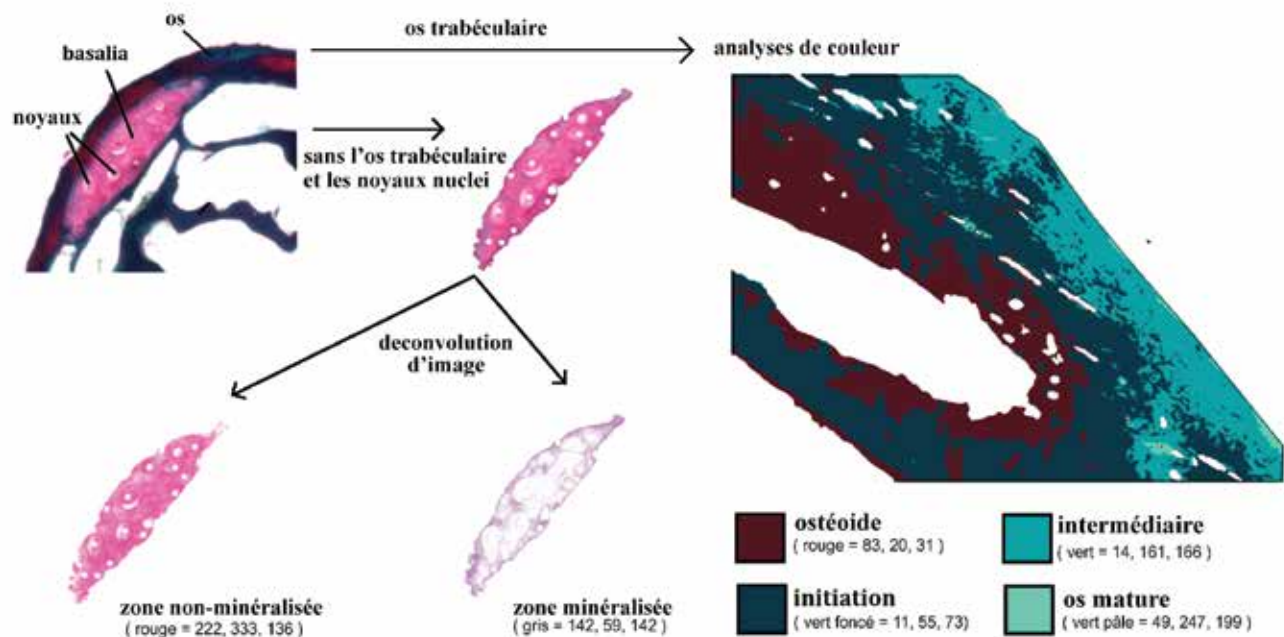 os
basalia
noyaux
os trabéculaire
sans l'os trabéculaire
et les noyaux nuclei
analyses de couleur
deconvolution
d'image
zone non-minéralisée
( rouge = 222, 333, 136 )
zone minéralisée
( gris = 142, 59, 142 )
ostéoide
( rouge = 83, 20, 31 )
intermédiaire
( vert = 14, 161, 166 )
initiation
( vert foncé = 11, 55, 73 )
os mature
( vert pâle = 49, 247, 199 )